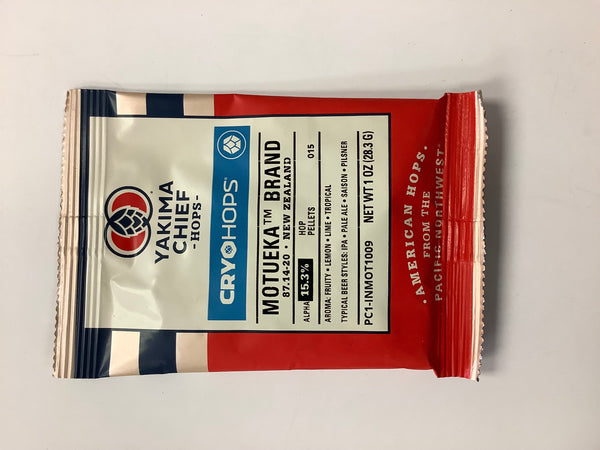 YAKIMA
CHIEF
-HOPS-
CRYOHOPS®
MOTUEKA™ BRAND
87.14-20 • NEW ZEALAND
ALPHA 15.3% HOP PELLETS 015
AROMA: FRUITY • LEMON • LIME • TROPICAL
TYPICAL BEER STYLES: IPA • PALE ALE • SAISON • PILSNER
PC1-INMOT1009 NET WT 1 OZ (28.3 G)
•AMERICAN HOPS•
FROM THE
PACIFIC NORTHWEST